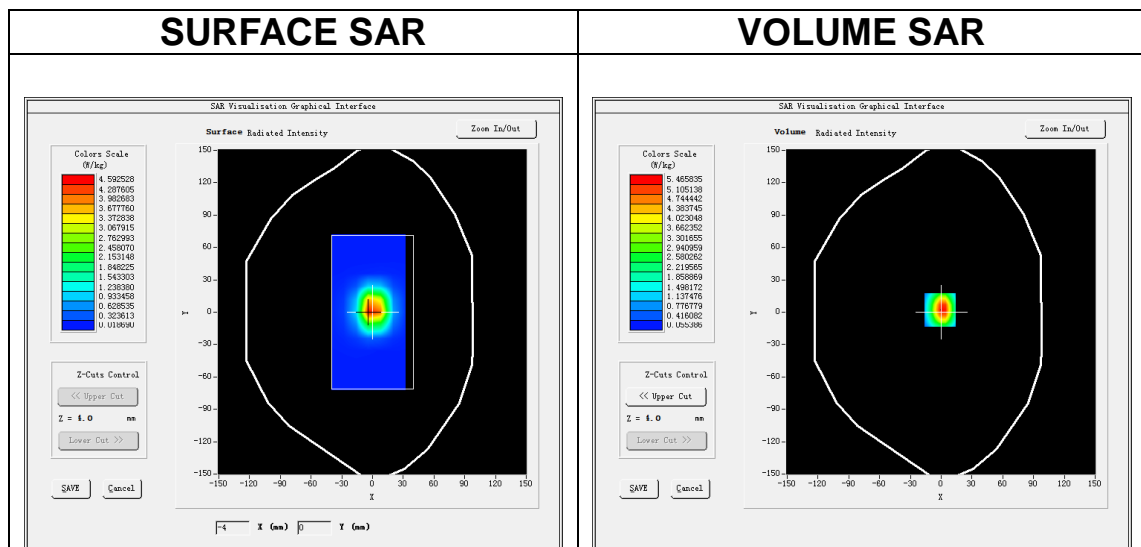 SURFACE SAR
VOLUME SAR
SAR Visualisation Graphical Interface
Surface Radiated Intensity
Zoom In/Out
Colors Scale
(W/kg)
4.592528
4.287605
3.982683
3.677760
3.372838
3.067915
2.762993
2.458070
2.153148
1.848225
1.543303
1.238380
0.933458
0.628535
0.323613
0.018690
150
120
90
60
30
0
-30
-60
-90
-120
-150
Y
-150 -120 -90 -60 -30 0 30 60 90 120 150
X
Z-Cuts Control
<< Upper Cut
Z = 4.0 mm
Lower Cut >>
SAVE Cancel
-4 X (mm) 0 Y (mm)
SAR Visualisation Graphical Interface
Volume Radiated Intensity
Zoom In/Out
Colors Scale
(W/kg)
5.465835
5.105138
4.744442
4.383745
4.023048
3.662352
3.301655
2.940959
2.580262
2.219565
1.858869
1.498172
1.137476
0.776779
0.416082
0.055386
150
120
90
60
30
0
-30
-60
-90
-120
-150
Y
-150 -120 -90 -60 -30 0 30 60 90 120 150
X
Z-Cuts Control
<< Upper Cut
Z = 4.0 mm
Lower Cut >>
SAVE Cancel